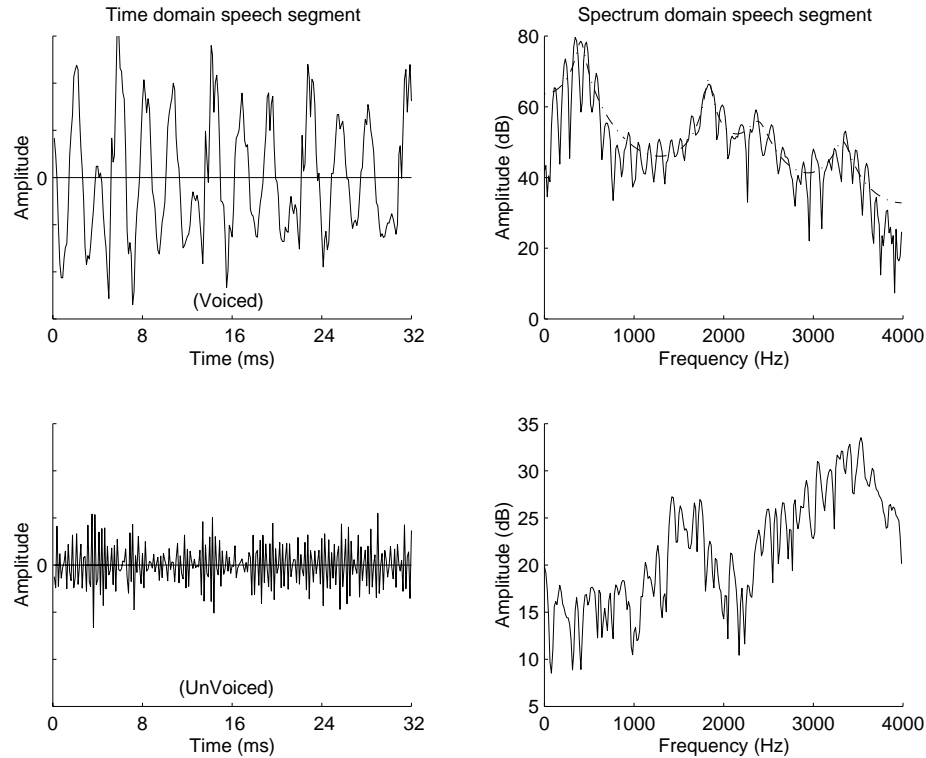 Time domain speech segment
Amplitude
0
(Voiced)
0 8 16 24 32
Time (ms)
Spectrum domain speech segment
80
60
40
20
0
Amplitude (dB)
0 1000 2000 3000 4000
Frequency (Hz)
Amplitude
0
(UnVoiced)
0 8 16 24 32
Time (ms)
35
30
25
20
15
10
5
Amplitude (dB)
0 1000 2000 3000 4000
Frequency (Hz)